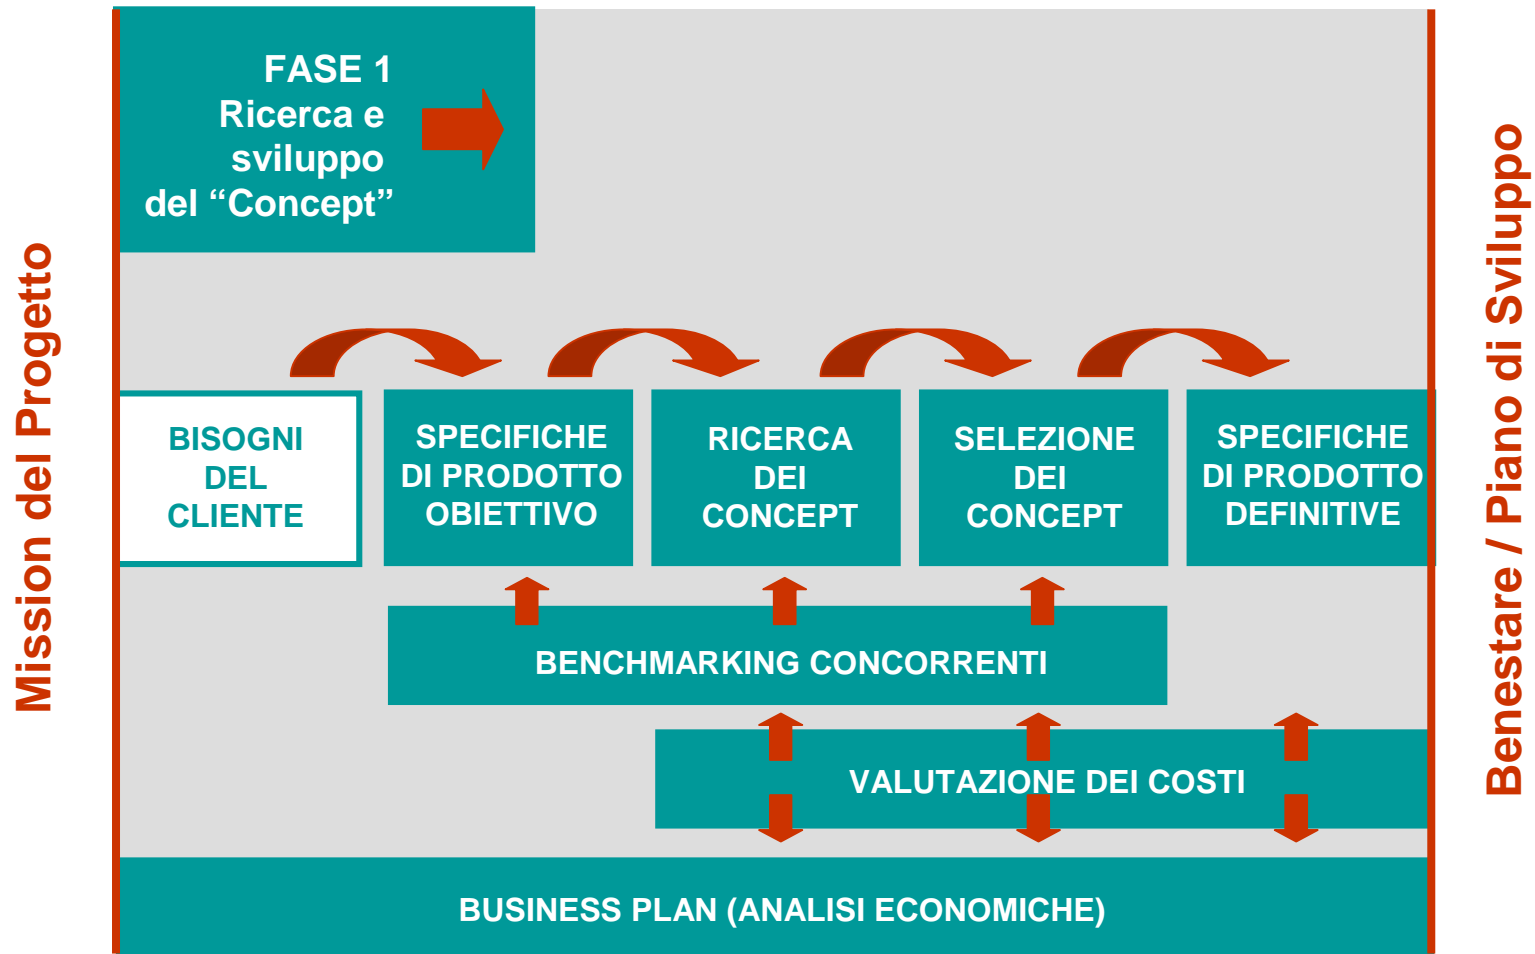 FASE 1
Ricerca e
sviluppo
del “Concept”
Mission del Progetto
BISOGNI
DEL
CLIENTE
SPECIFICHE
DI PRODOTTO
OBIETTIVO
RICERCA
DEI
CONCEPT
SELEZIONE
DEI
CONCEPT
SPECIFICHE
DI PRODOTTO
DEFINITIVE
BENCHMARKING CONCORRENTI
VALUTAZIONE DEI COSTI
BUSINESS PLAN (ANALISI ECONOMICHE)
Benestare / Piano di Sviluppo